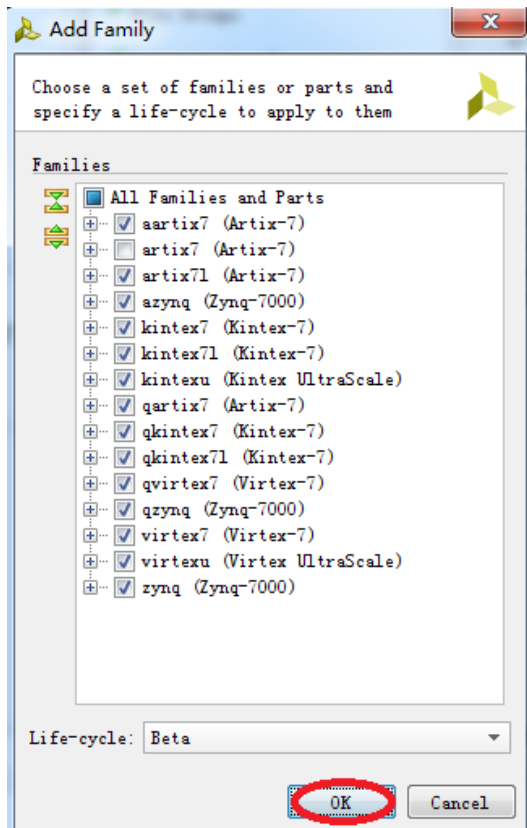 Add Family
Choose a set of families or parts and
specify a life-cycle to apply to them
Families
All Families and Parts
aartix7 (Artix-7)
artix7 (Artix-7)
artix7l (Artix-7)
azynq (Zynq-7000)
kintex7 (Kintex-7)
kintex7l (Kintex-7)
kintexu (Kintex UltraScale)
qartix7 (Artix-7)
qkintex7 (Kintex-7)
qkintex7l (Kintex-7)
qvirtex7 (Virtex-7)
qzynq (Zynq-7000)
virtex7 (Virtex-7)
virtexu (Virtex UltraScale)
zynq (Zynq-7000)
Life-cycle: Beta
OK Cancel